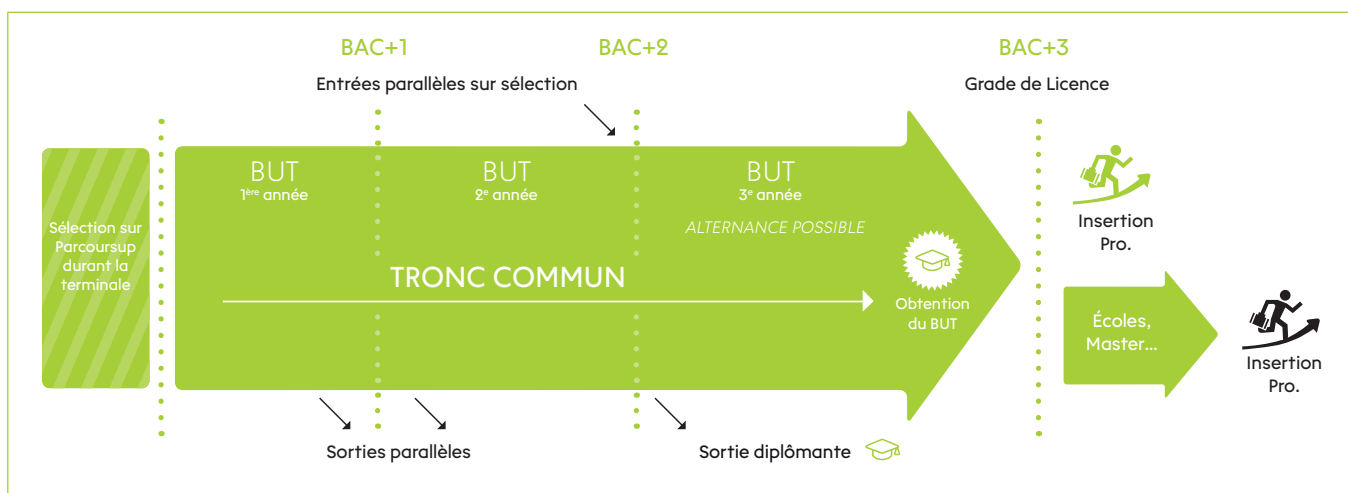 BAC+1
BAC+2
BAC+3
Entrées parallèles sur sélection
Grade de Licence
BUT
1ère année
BUT
2e année
BUT
3e année
ALTERNANCE POSSIBLE
Sélection sur
Parcoursup
durant la
terminale
TRONC COMMUN
Obtention
du BUT
Insertion
Pro.
Écoles,
Master...
Insertion
Pro.
Sorties parallèles
Sortie diplômante